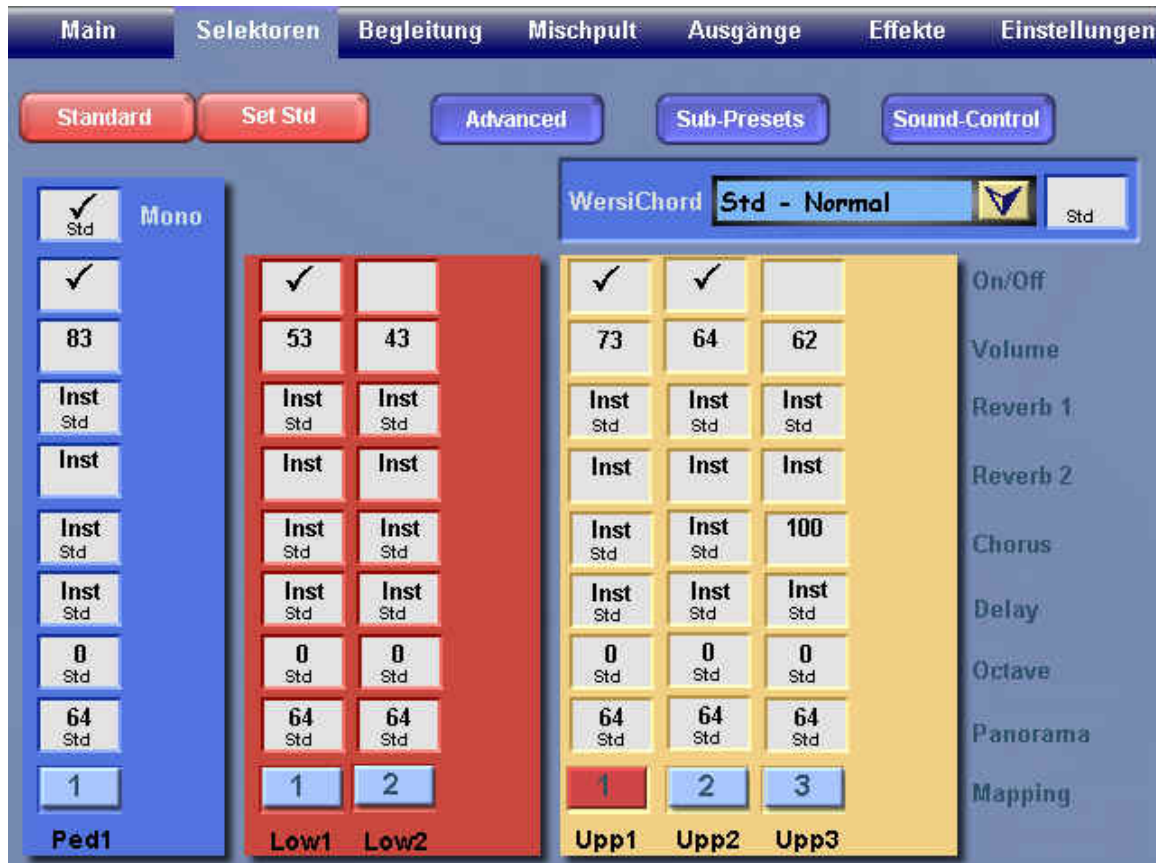 Main Selektoren Begleitung Mischpult Ausgänge Effekte Einstellungen
Standard Set Std Advanced Sub-Presets Sound-Control
WersiChord Std - Normal Std
Std Mono
On/Off
83 53 43 73 64 62 Volume
Inst Inst Inst Inst Inst Inst Reverb 1
Std Std Std Std Std Std
Inst Inst Inst Inst Inst Inst Reverb 2
Inst Inst Inst Inst Inst 100 Chorus
Std Std Std Std Std
Inst Inst Inst Inst Inst Inst Delay
Std Std Std Std Std Std
0 0 0 0 0 0 Octave
Std Std Std Std Std Std
64 64 64 64 64 64 Panorama
Std Std Std Std Std Std
1 1 2 1 2 3 Mapping
Ped1 Low1 Low2 Upp1 Upp2 Upp3